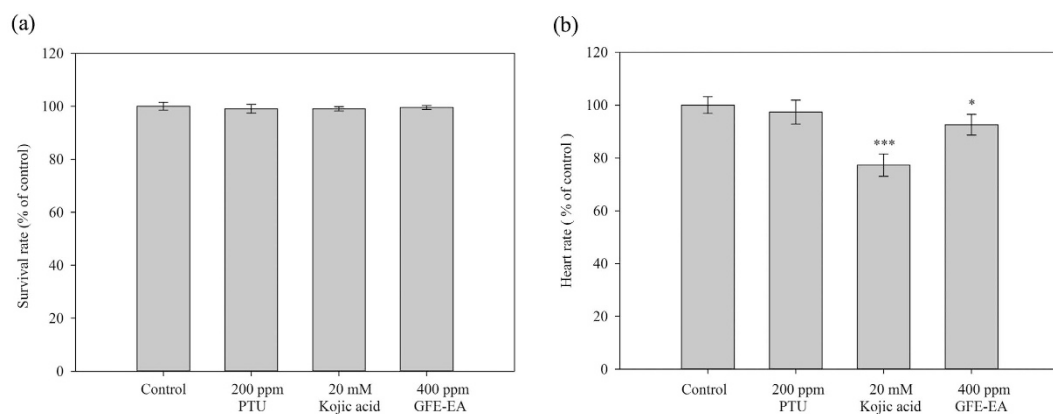 (a)
120
100
80
60
40
20
0
Survival rate (% of control)
Control
200 ppm
PTU
20 mM
Kojic acid
400 ppm
GFE-EA
(b)
120
100
80
60
40
20
0
Heart rate ( % of control )
***
*
Control
200 ppm
PTU
20 mM
Kojic acid
400 ppm
GFE-EA